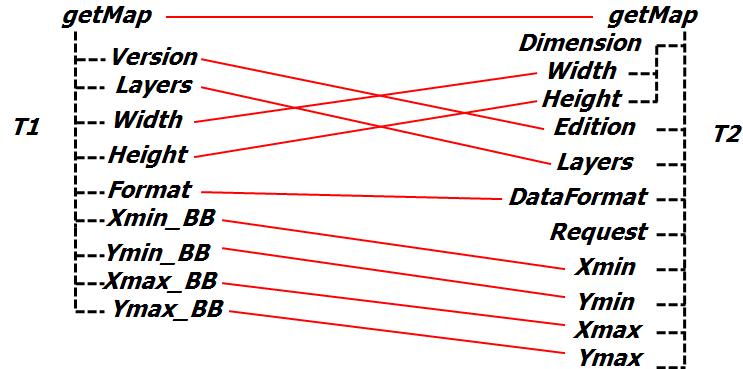 getMap
Version
Layers
Width
T1
Height
Format
Xmin_BB
Ymin_BB
Xmax_BB
Ymax_BB
getMap
Dimension
Width
Height
Edition
T2
Layers
DataFormat
Request
Xmin
Ymin
Xmax
Ymax